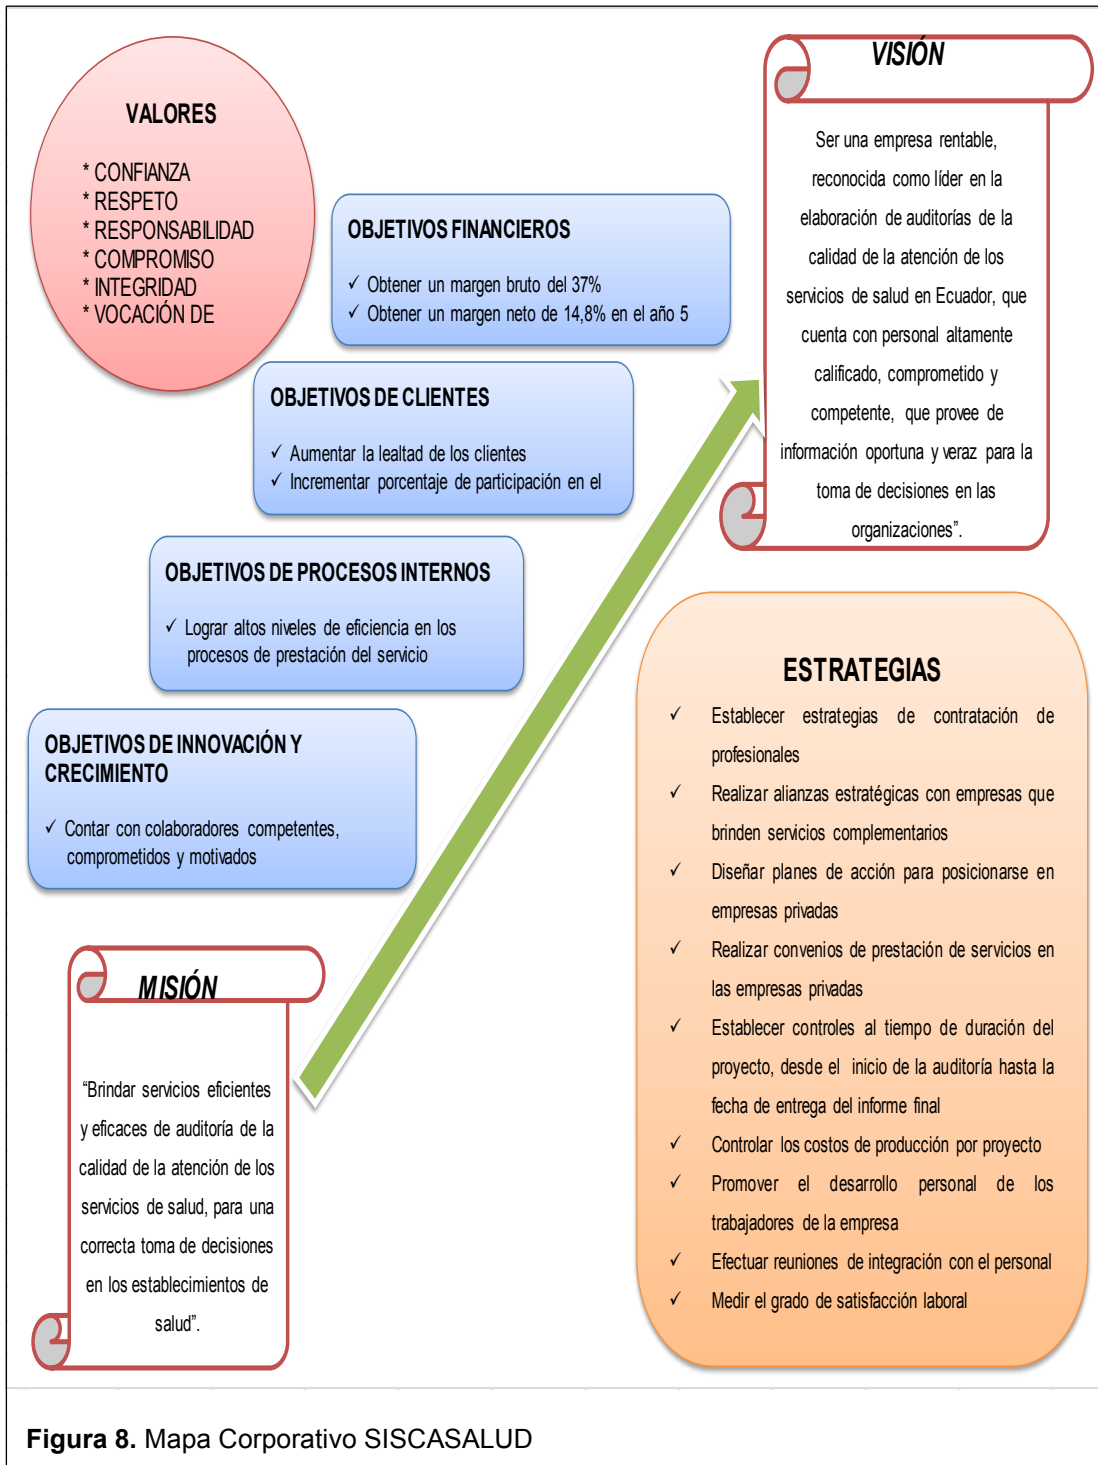 VALORES
* CONFIANZA
* RESPETO
* RESPONSABILIDAD
* COMPROMISO
* INTEGRIDAD
* VOCACIÓN DE
VISIÓN
Ser una empresa rentable,
reconocida como líder en la
elaboración de auditorías de la
calidad de la atención de los
servicios de salud en Ecuador, que
cuenta con personal altamente
calificado, comprometido y
competente, que provee de
información oportuna y veraz para la
toma de decisiones en las
organizaciones”.
OBJETIVOS FINANCIEROS
✓ Obtener un margen bruto del 37%
✓ Obtener un margen neto de 14,8% en el año 5
OBJETIVOS DE CLIENTES
✓ Aumentar la lealtad de los clientes
✓ Incrementar porcentaje de participación en el
OBJETIVOS DE PROCESOS INTERNOS
✓ Lograr altos niveles de eficiencia en los
procesos de prestación del servicio
OBJETIVOS DE INNOVACIÓN Y
CRECIMIENTO
✓ Contar con colaboradores competentes,
comprometidos y motivados
MISIÓN
“Brindar servicios eficientes
y eficaces de auditoría de la
calidad de la atención de los
servicios de salud, para una
correcta toma de decisiones
en los establecimientos de
salud”.
ESTRATEGIAS
✓ Establecer estrategias de contratación de
profesionales
✓ Realizar alianzas estratégicas con empresas que
brinden servicios complementarios
✓ Diseñar planes de acción para posicionarse en
empresas privadas
✓ Realizar convenios de prestación de servicios en
las empresas privadas
✓ Establecer controles al tiempo de duración del
proyecto, desde el inicio de la auditoría hasta la
fecha de entrega del informe final
✓ Controlar los costos de producción por proyecto
✓ Promover el desarrollo personal de los
trabajadores de la empresa
✓ Efectuar reuniones de integración con el personal
✓ Medir el grado de satisfacción laboral
Figura 8. Mapa Corporativo SISCASALUD